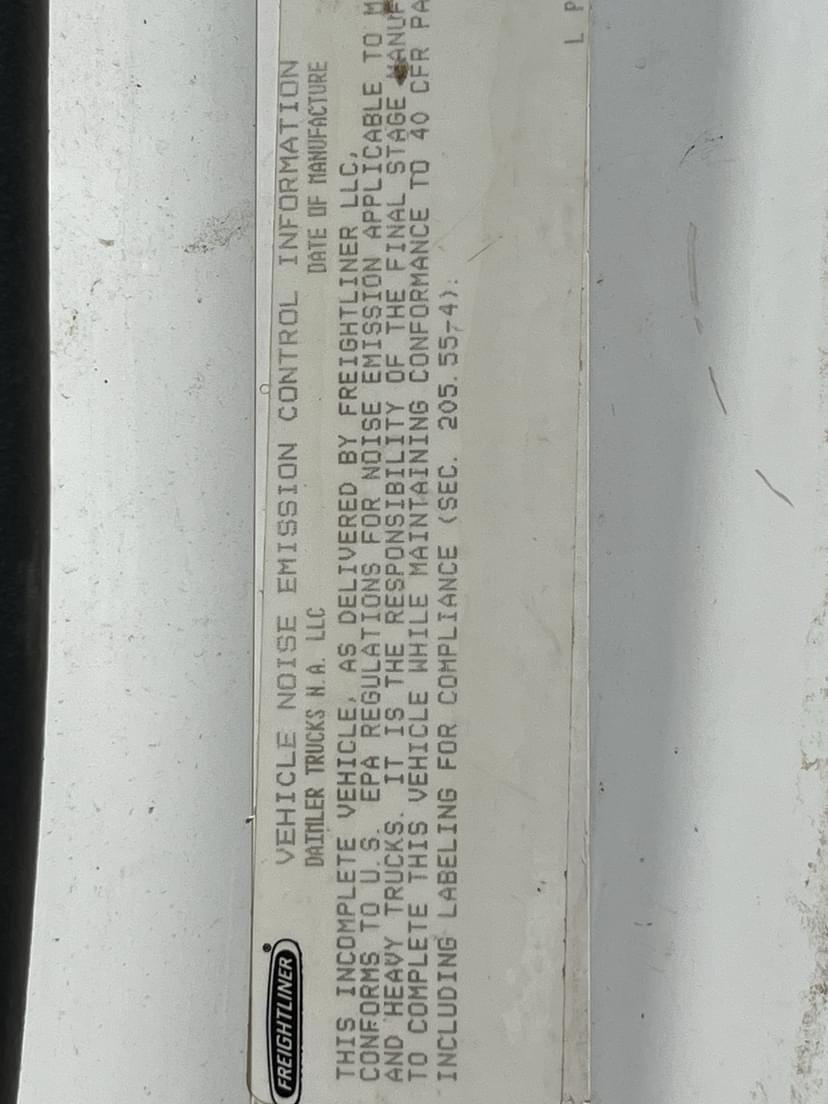 FREIGHTLINER®
VEHICLE NOISE EMISSION CONTROL INFORMATION
DAIMLER TRUCKS N.A. LLC DATE OF MANUFACTURE
THIS INCOMPLETE VEHICLE, AS DELIVERED BY FREIGHTLINER LLC,
CONFORMS TO U.S. EPA REGULATIONS FOR NOISE EMISSION APPLICABLE TO M
AND HEAVY TRUCKS. IT IS THE RESPONSIBILITY OF THE FINAL STAGE MANUF
TO COMPLETE THIS VEHICLE WHILE MAINTAINING CONFORMANCE TO 40 CFR PA
INCLUDING LABELING FOR COMPLIANCE (SEC. 205.55-4).
L P